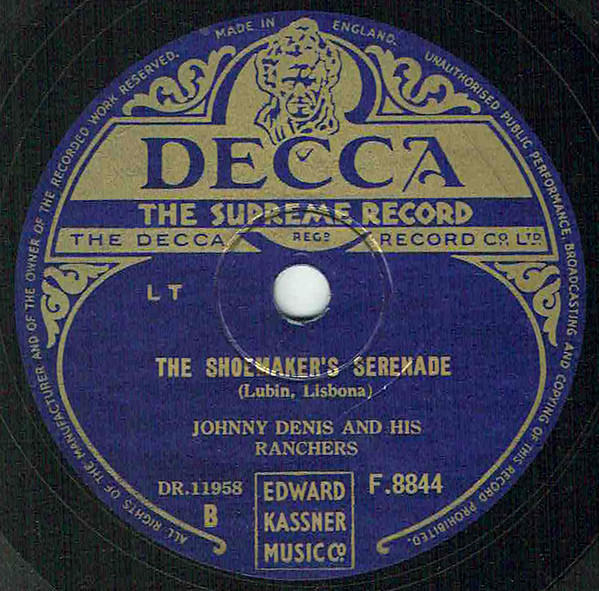 ALL RIGHTS OF THE MANUFACTURER AND OF THE OWNER OF THE RECORDED WORK RESERVED. MADE IN ENGLAND. UNAUTHORISED PUBLIC PERFORMANCE, BROADCASTING AND COPYING OF THIS RECORD PROHIBITED.
DECCA
THE SUPREME RECORD
THE DECCA REGD RECORD CO. LTD.
L T
THE SHOEMAKER'S SERENADE
(Lubin, Lisbona)
JOHNNY DENIS AND HIS
RANCHERS
DR.11958 F.8844
B
EDWARD
KASSNER
MUSIC CO